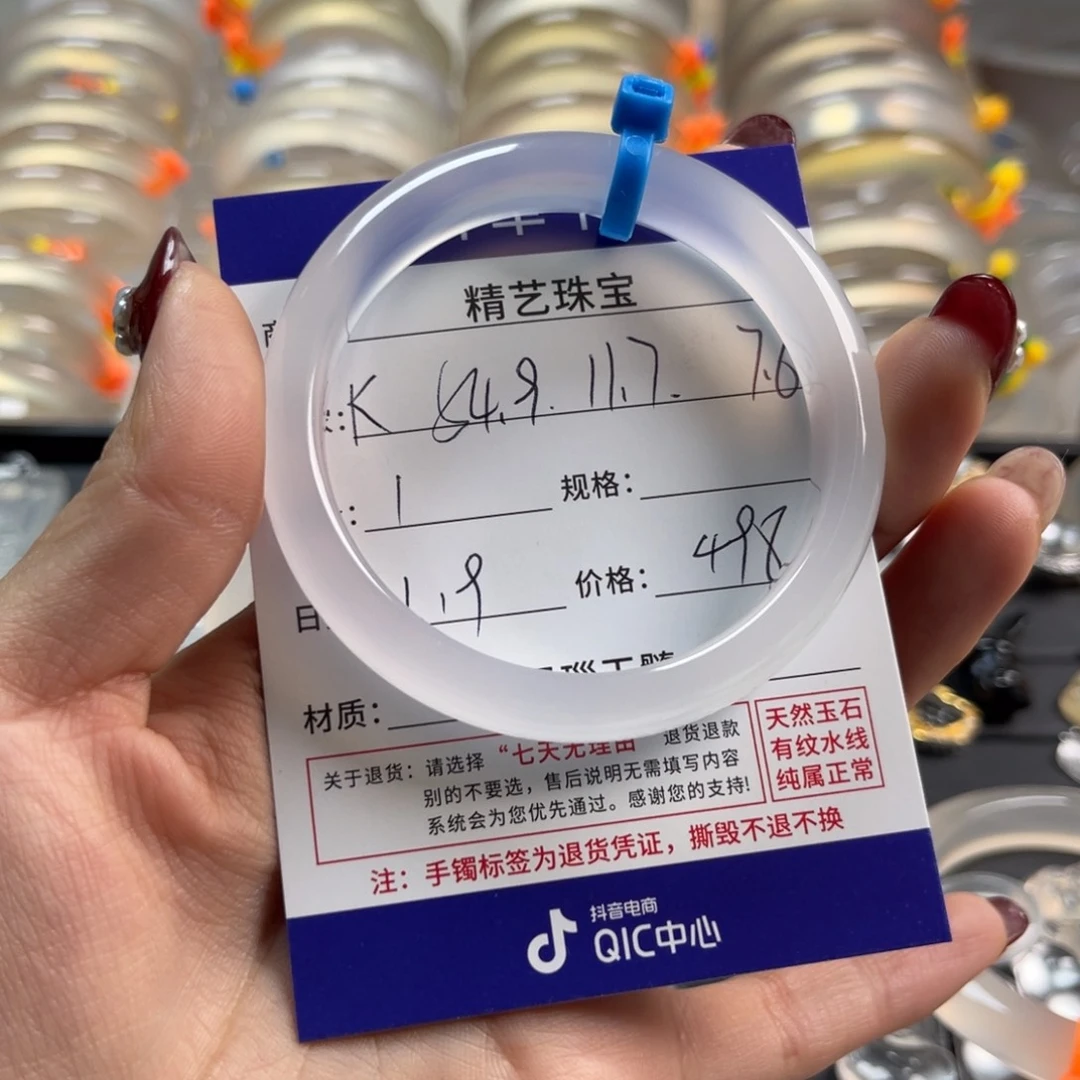 精艺珠宝
K 64.9. 11.7. 7.6
: 1 规格:
日 1.9 价格: 498
材质:
关于退货:请选择 “七天无理由” 退货退款
别的不要选,售后说明无需填写内容
系统会为您优先通过。感谢您的支持!
天然玉石
有纹水线
纯属正常
注:手镯标签为退货凭证,撕毁不退不换
抖音电商
QIC中心